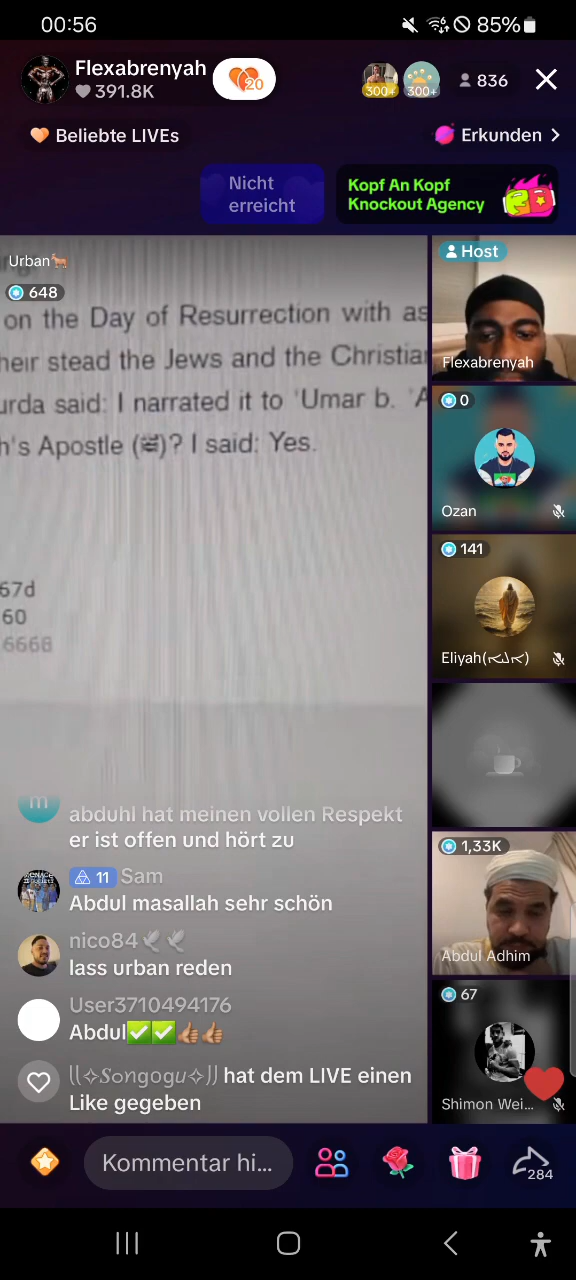 00:56
85%
Flexabrenyah
391.8K
20
300+
300+
836
Beliebte LIVEs
Erkunden
Nicht
erreicht
Kopf An Kopf
Knockout Agency
Urban
648
on the Day of Resurrection with as
heir stead the Jews and the Christia
urda said: I narrated it to 'Umar b. 'A
h's Apostle (ﷺ)? I said: Yes.
67d
60
6668
Host
Flexabrenyah
0
Ozan
141
Eliyah
1,33K
Abdul Adhim
67
Shimon Wei...
m
abduhl hat meinen vollen Respekt
er ist offen und hört zu
11 Sam
Abdul masallah sehr schön
nico84🕊️🕊️
lass urban reden
User3710494176
Abdul✅✅👍🏽👍🏽
⟆⟆✧Songogu✧⟆⟆ hat dem LIVE einen
Like gegeben
Kommentar hi...
284